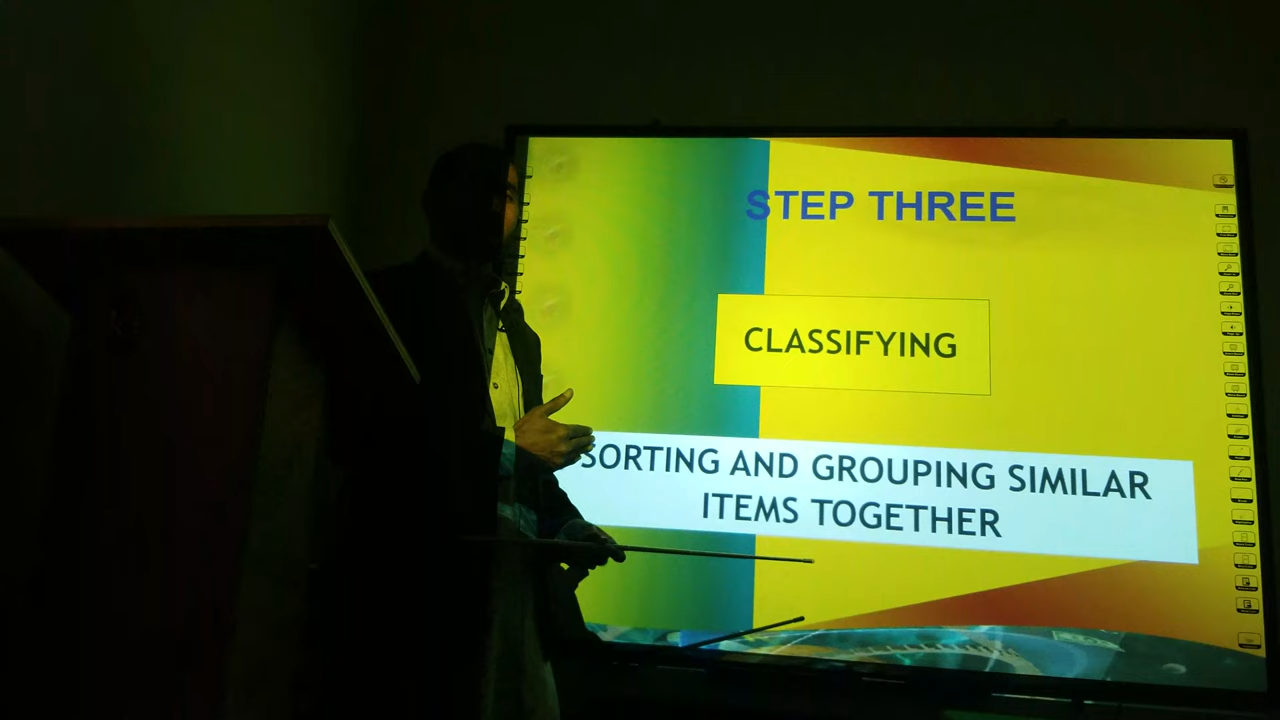 STEP THREE
CLASSIFYING
SORTING AND GROUPING SIMILAR
ITEMS TOGETHER